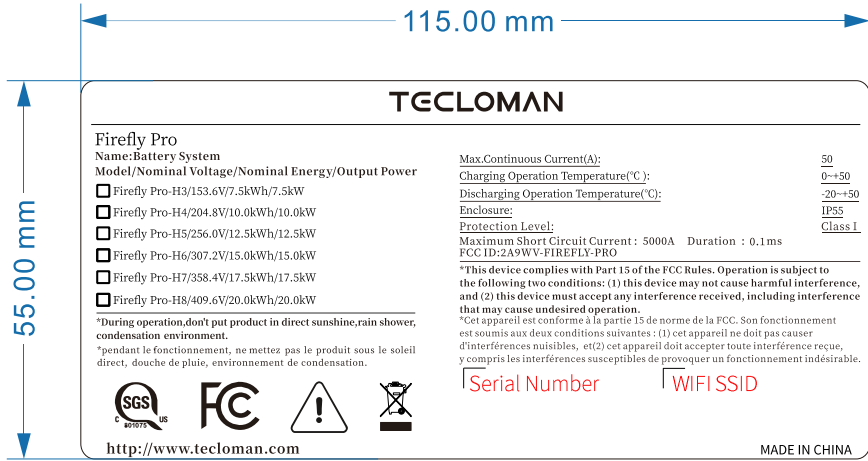 115.00 mm
55.00 mm
TECLOMAN
Firefly Pro
Name:Battery System
Model/Nominal Voltage/Nominal Energy/Output Power
Firefly Pro-H3/153.6V/7.5kWh/7.5kW
Firefly Pro-H4/204.8V/10.0kWh/10.0kW
Firefly Pro-H5/256.0V/12.5kWh/12.5kW
Firefly Pro-H6/307.2V/15.0kWh/15.0kW
Firefly Pro-H7/358.4V/17.5kWh/17.5kW
Firefly Pro-H8/409.6V/20.0kWh/20.0kW
*During operation,don't put product in direct sunshine,rain shower,
condensation environment.
*pendant le fonctionnement, ne mettez pas le produit sous le soleil
direct, douche de pluie, environnement de condensation.
SGS
C US
801075
FC
http://www.tecloman.com
Max.Continuous Current(A): 50
Charging Operation Temperature(℃ ): 0~+50
Discharging Operation Temperature(℃): -20~+50
Enclosure: IP55
Protection Level: Class I
Maximum Short Circuit Current : 5000A Duration : 0.1ms
FCC ID:2A9WV-FIREFLY-PRO
*This device complies with Part 15 of the FCC Rules. Operation is subject to
the following two conditions: (1) this device may not cause harmful interference,
and (2) this device must accept any interference received, including interference
that may cause undesired operation.
*Cet appareil est conforme à la partie 15 de norme de la FCC. Son fonctionnement
est soumis aux deux conditions suivantes : (1) cet appareil ne doit pas causer
d'interférences nuisibles, et(2) cet appareil doit accepter toute interférence reçue,
y compris les interférences susceptibles de provoquer un fonctionnement indésirable.
Serial Number WIFI SSID
MADE IN CHINA